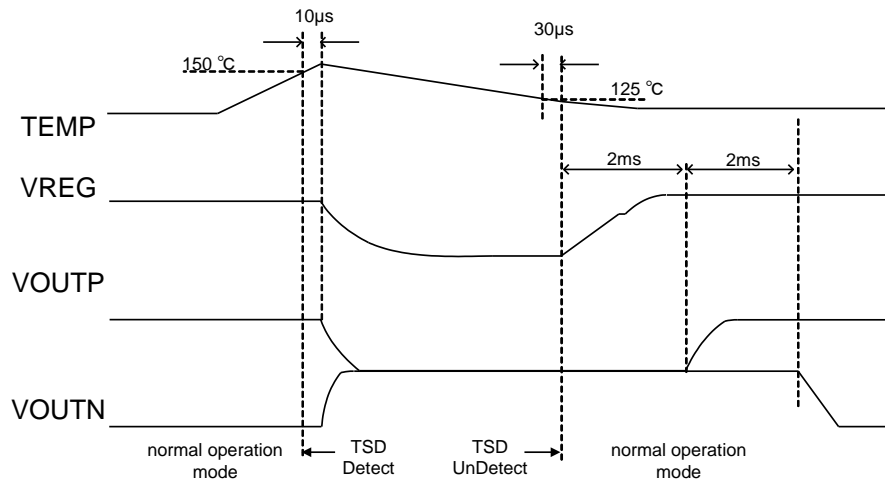 10µs
30µs
150 °C
125 °C
TEMP
2ms
2ms
VREG
VOUTP
VOUTN
normal operation
mode
TSD
Detect
TSD
UnDetect
normal operation
mode